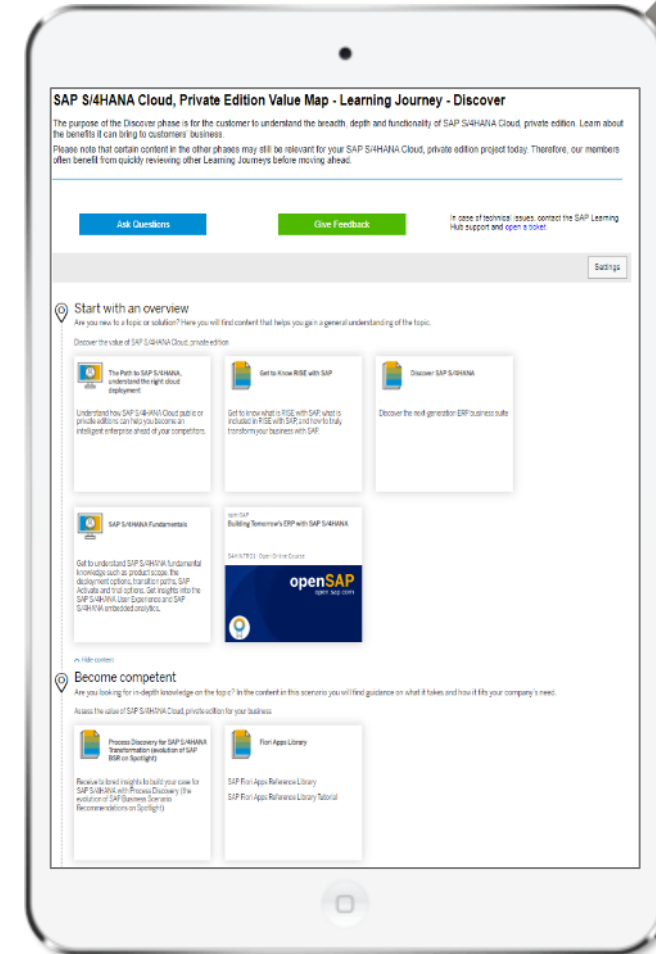 SAP S/4HANA Cloud, Private Edition Value Map - Learning Journey - Discover
The purpose of the Discover phase is for the customer to understand the breadth, depth and functionality of SAP S/4HANA Cloud, private edition. Learn about
the benefits it can bring to customers' business.
Please note that certain content in the other phases may still be relevant for your SAP S/4HANA Cloud, private edition project today. Therefore, our members
often benefit from quickly reviewing other Learning Journeys before moving ahead.
Ask Questions
Give Feedback
In case of technical issues, contact the SAP Learning
Hub support and open a ticket.
Settings
Start with an overview
Are you new to a topic or solution? Here you will find content that helps you gain a general understanding of the topic.
Discover the value of SAP S/4HANA Cloud, private edition
The Path to SAP S/4HANA,
understand the right cloud
deployment
Understand how SAP S/4HANA Cloud public or
private editions can help you become an
intelligent enterprise ahead of your competitors.
Get to Know RISE with SAP
Get to know what is RISE with SAP, what is
included in RISE with SAP, and how to truly
transform your business with SAP.
Discover SAP S/4HANA
Discover the next-generation ERP business suite
SAP S/4HANA Fundamentals
Get to understand SAP S/4HANA fundamental
knowledge such as product scope, the
deployment options, transition paths, SAP
Activate and trial options. Get insights into the
SAP S/4HANA User Experience and SAP
S/4HANA embedded analytics.
openSAP
Building Tomorrow's ERP with SAP S/4HANA
Open Online Course
openSAP
open.sap.com
Hide content
Become competent
Are you looking for in-depth knowledge on the topic? In the content in this scenario you will find guidance on what it takes and how it fits your company's need.
Assess the value of SAP S/4HANA Cloud, private edition for your business
Process Discovery for SAP S/4HANA
Transformation (evolution of SAP
BSR on Spotlight)
Receive tailored insights to build your case for
SAP S/4HANA with Process Discovery (the
evolution of SAP Business Scenario
Recommendations on Spotlight)
Fiori Apps Library
SAP Fiori Apps Reference Library
SAP Fiori Apps Reference Library Tutorial